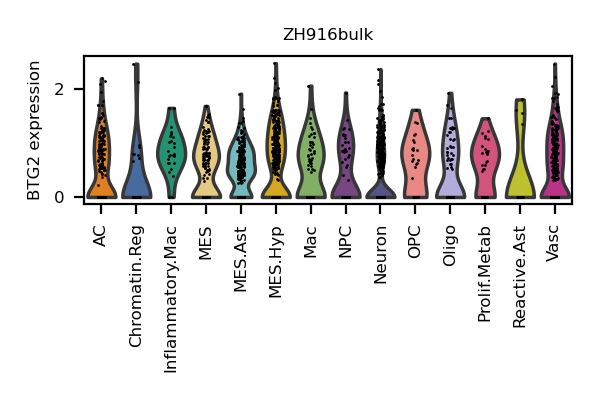 ZH916bulk
BTG2 expression
2
0
AC
Chromatin.Reg
Inflammatory.Mac
MES
MES.Ast
MES.Hyp
Mac
NPC
Neuron
OPC
Oligo
Prolif.Metab
Reactive.Ast
Vasc